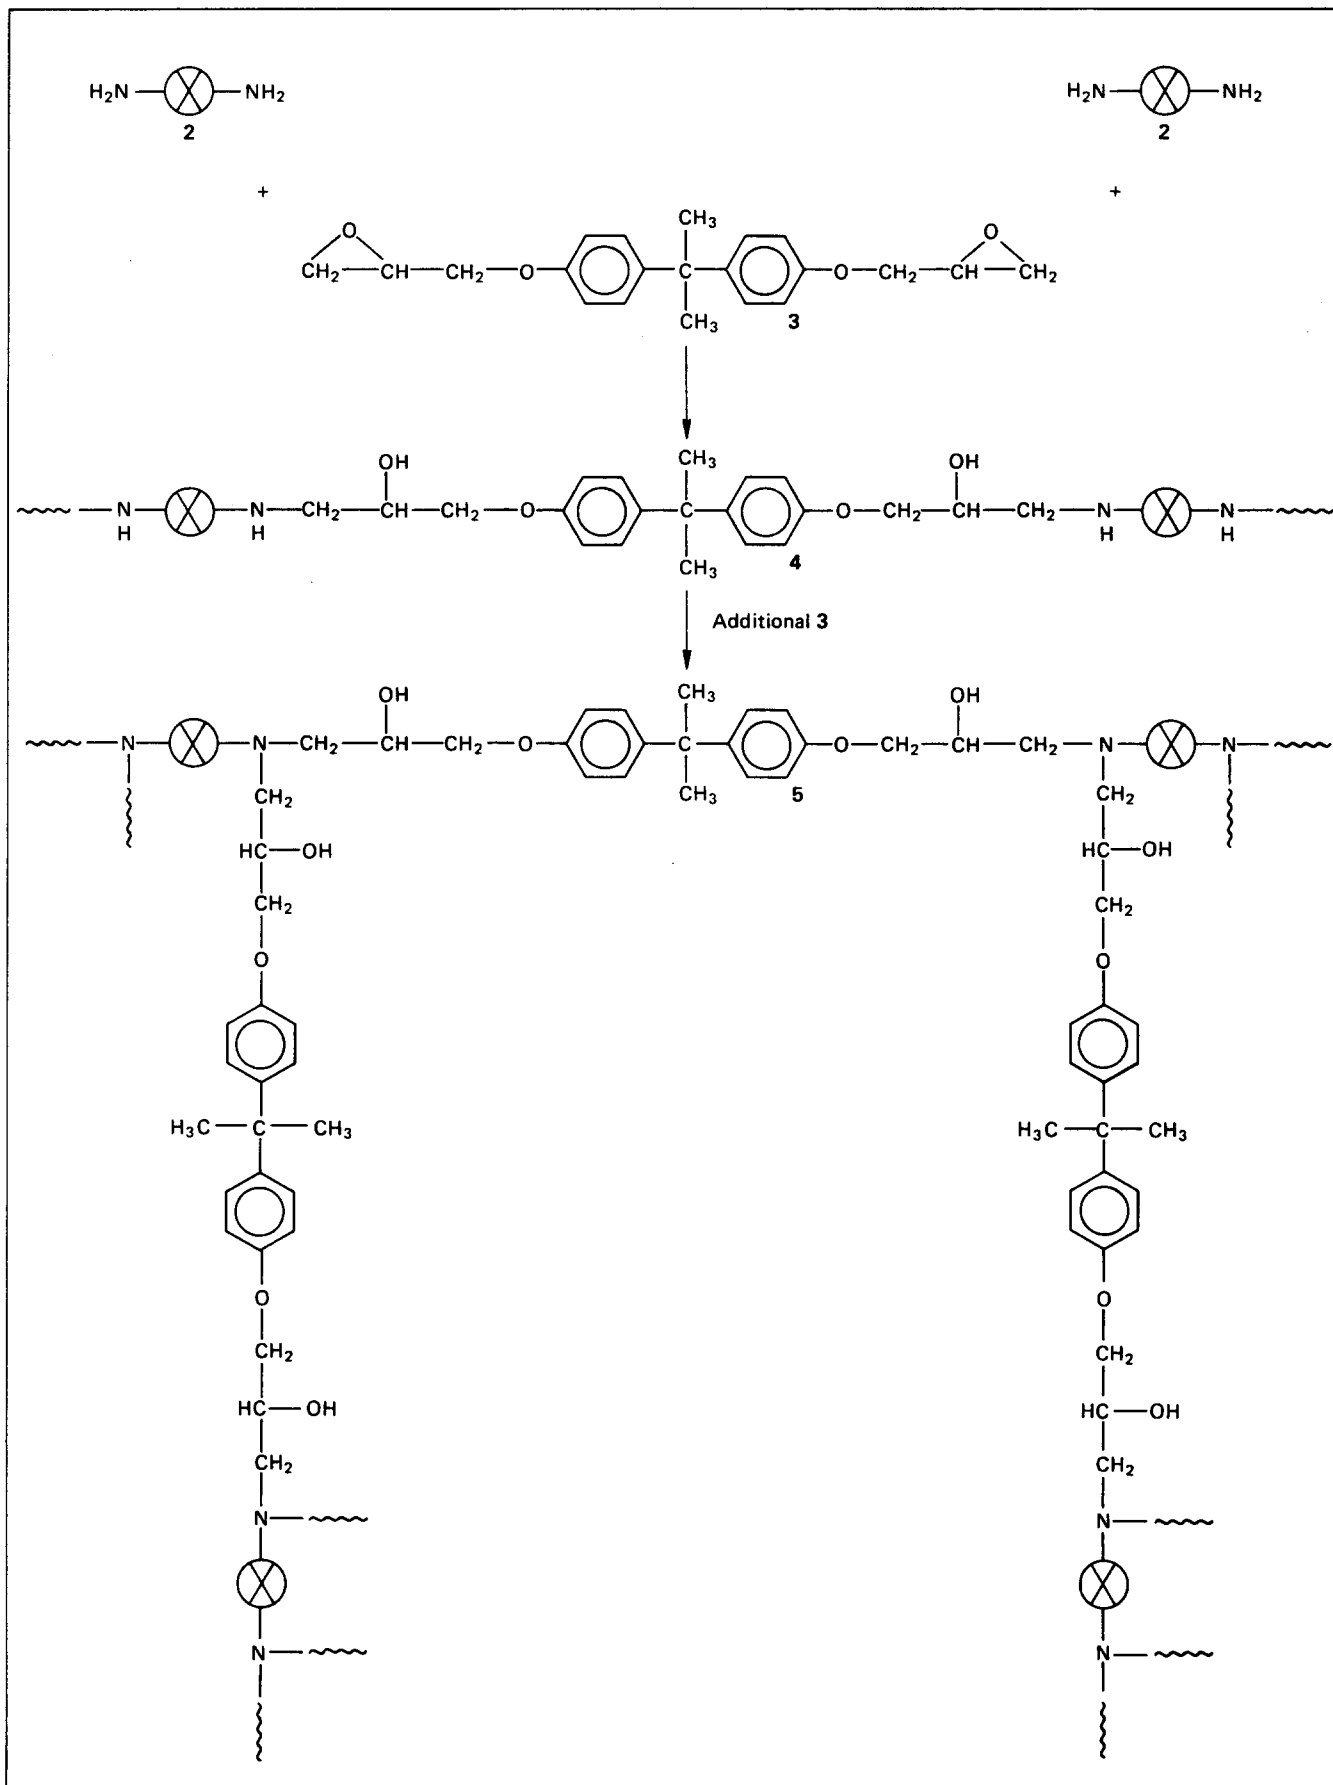 H₂N NH₂ H₂N NH₂
2 2
+ +
CH₃
O O
CH₂ CH CH₂ O C O CH₂ CH CH₂
CH₃ 3
OH CH₃ OH
N N CH₂ CH CH₂ O C O CH₂ CH CH₂ N N
H H H H
CH₃ 4
Additional 3
OH CH₃ OH
N N CH₂ CH CH₂ O C O CH₂ CH CH₂ N N
CH₃ 5
CH₂ CH₂
HC OH HC OH
CH₂ CH₂
O O
H₃C C CH₃ H₃C C CH₃
O O
CH₂ CH₂
HC OH HC OH
CH₂ CH₂
N N
N N